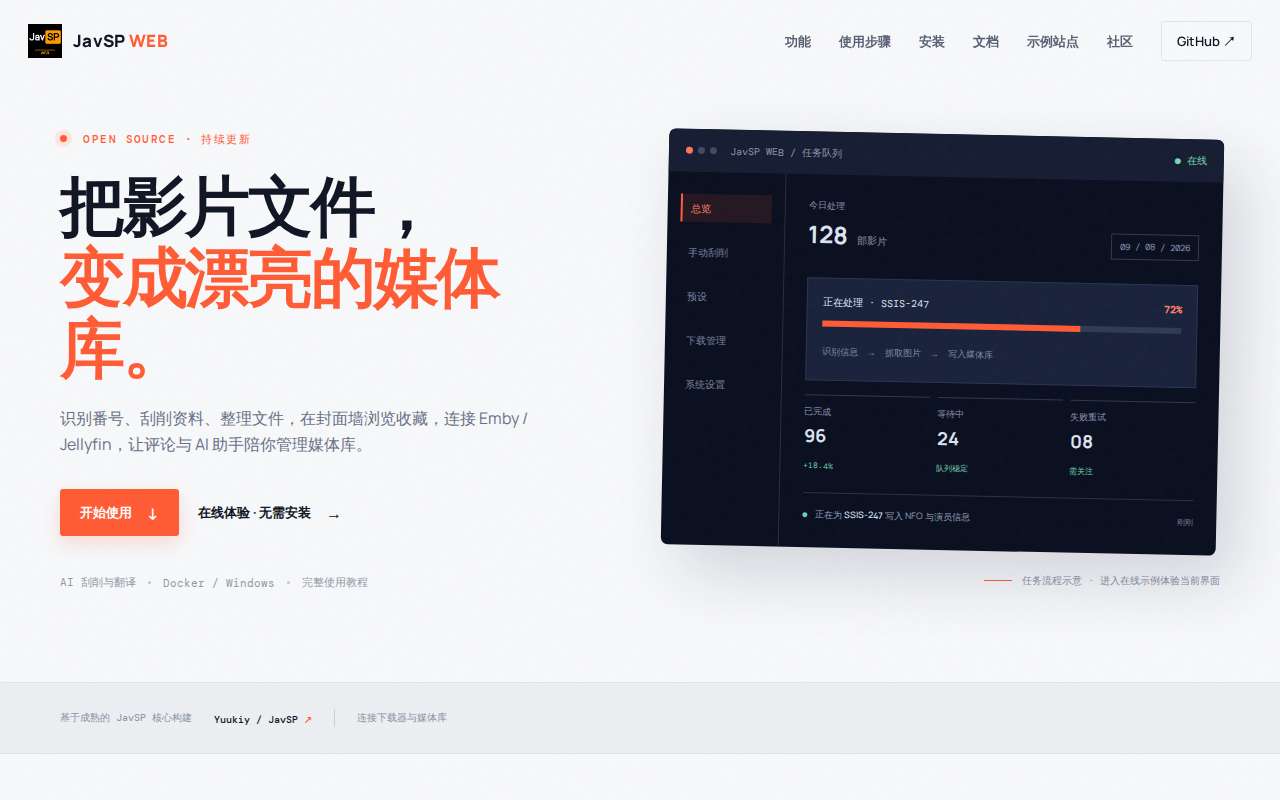 JavSP WEB
功能
使用步骤
安装
文档
示例站点
社区
GitHub ↗
OPEN SOURCE · 持续更新
把影片文件，
变成漂亮的媒体
库。
识别番号、刮削资料、整理文件，在封面墙浏览收藏，连接 Emby /
Jellyfin，让评论与 AI 助手陪你管理媒体库。
开始使用 ↓
在线体验 · 无需安装 →
AI 刮削与翻译 · Docker / Windows · 完整使用教程
JavSP WEB / 任务队列
在线
总览
手动刮削
预设
下载管理
系统设置
今日处理
128 部影片
09 / 08 / 2026
正在处理 · SSIS-247
72%
识别信息 → 抓取图片 → 写入媒体库
已完成
96
+18.4%
等待中
24
队列稳定
失败重试
08
需关注
正在为 SSIS-247 写入 NFO 与演员信息
刚刚
任务流程示意 · 进入在线示例体验当前界面
基于成熟的 JavSP 核心构建
Yuukiy / JavSP ↗
连接下载器与媒体库